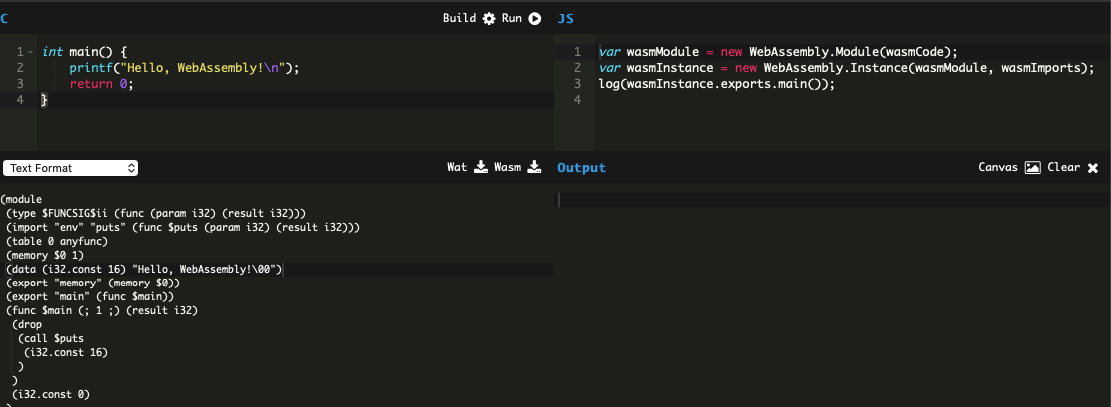 C
Build Run
1 int main() {
2 printf("Hello, WebAssembly!\n");
3 return 0;
4 }
JS
1 var wasmModule = new WebAssembly.Module(wasmCode);
2 var wasmInstance = new WebAssembly.Instance(wasmModule, wasmImports);
3 log(wasmInstance.exports.main());
4
Text Format
Wat Wasm
(module
(type $FUNCSIG$ii (func (param i32) (result i32)))
(import "env" "puts" (func $puts (param i32) (result i32)))
(table 0 anyfunc)
(memory $0 1)
(data (i32.const 16) "Hello, WebAssembly!\00")
(export "memory" (memory $0))
(export "main" (func $main))
(func $main (; 1 ;) (result i32)
(drop
(call $puts
(i32.const 16)
)
)
(i32.const 0)
)
Output
Canvas Clear